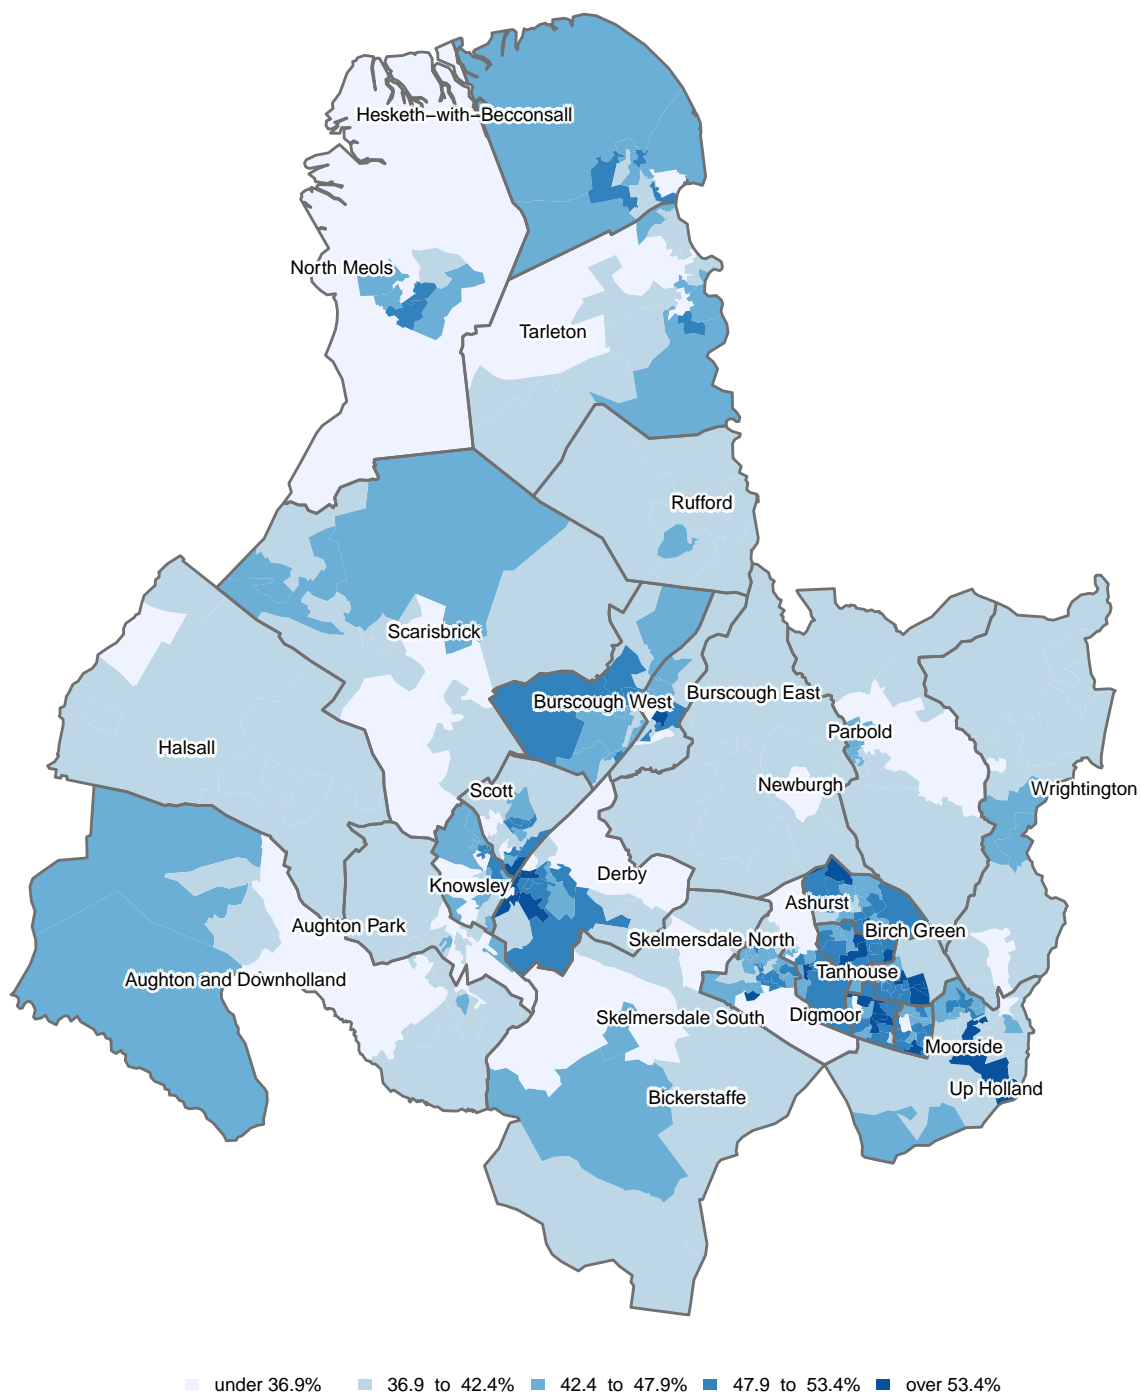 Hesketh−with−Becconsall
North Meols
Tarleton
Rufford
Scarisbrick
Burscough East
Burscough West
Parbold
Halsall
Newburgh
Wrightington
Scott
Derby
Knowsley
Ashurst
Aughton Park
Birch Green
Skelmersdale North
Tanhouse
Aughton and Downholland
Digmoor
Skelmersdale South
Moorside
Up Holland
Bickerstaffe
under 36.9% 36.9 to 42.4% 42.4 to 47.9% 47.9 to 53.4% over 53.4%